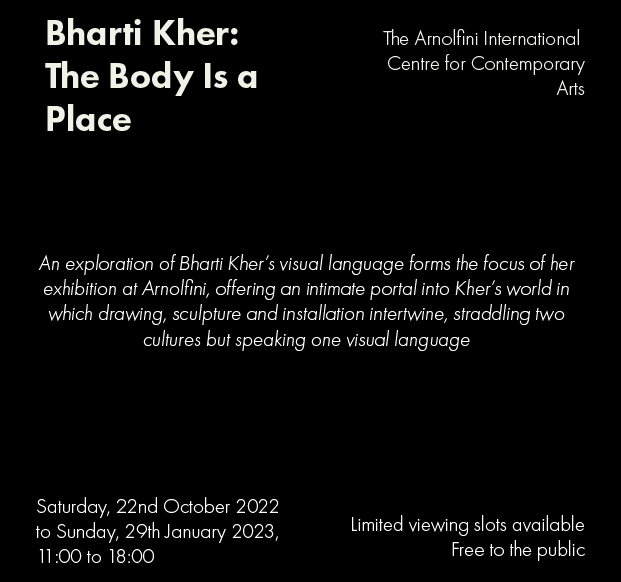 Bharti Kher:
The Body Is a
Place
The Arnolfini International
Centre for Contemporary
Arts
An exploration of Bharti Kher's visual language forms the focus of her
exhibition at Arnolfini, offering an intimate portal into Kher's world in
which drawing, sculpture and installation intertwine, straddling two
cultures but speaking one visual language
Saturday, 22nd October 2022
to Sunday, 29th January 2023,
11:00 to 18:00
Limited viewing slots available
Free to the public